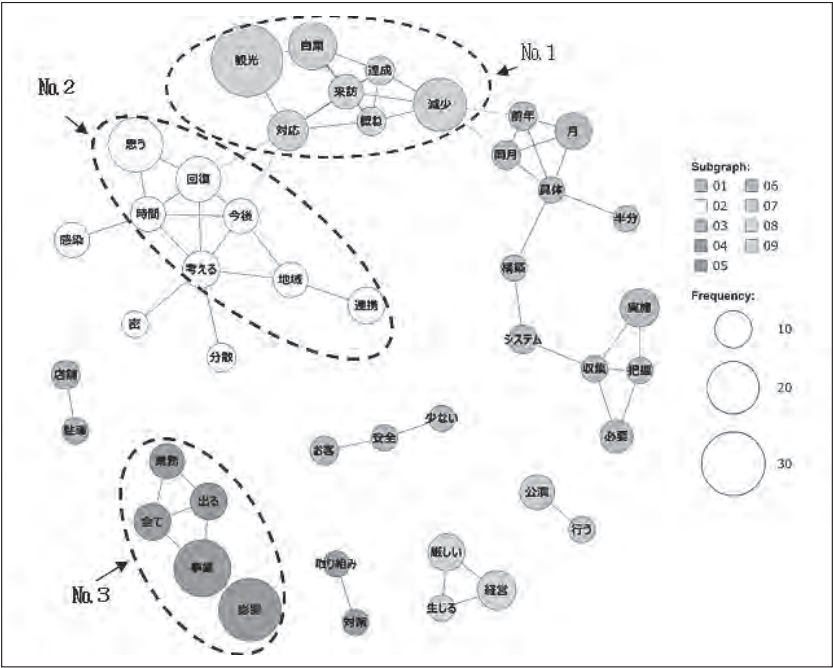 No.1
観光
自粛
達成
来訪
減少
概ね
対応
前年
月
両月
具体
半分
構築
システム
実施
収集
把握
必要
No.2
思う
回復
時間
今後
感染
考える
地域
連携
密
分散
店舗
お客
安全
少ない
業務
出る
全て
事業
影響
No.3
取り組み
対策
厳しい
経営
生じる
公演
行う
Subgraph:
01
02
03
04
05
06
07
08
09
Frequency:
10
20
30